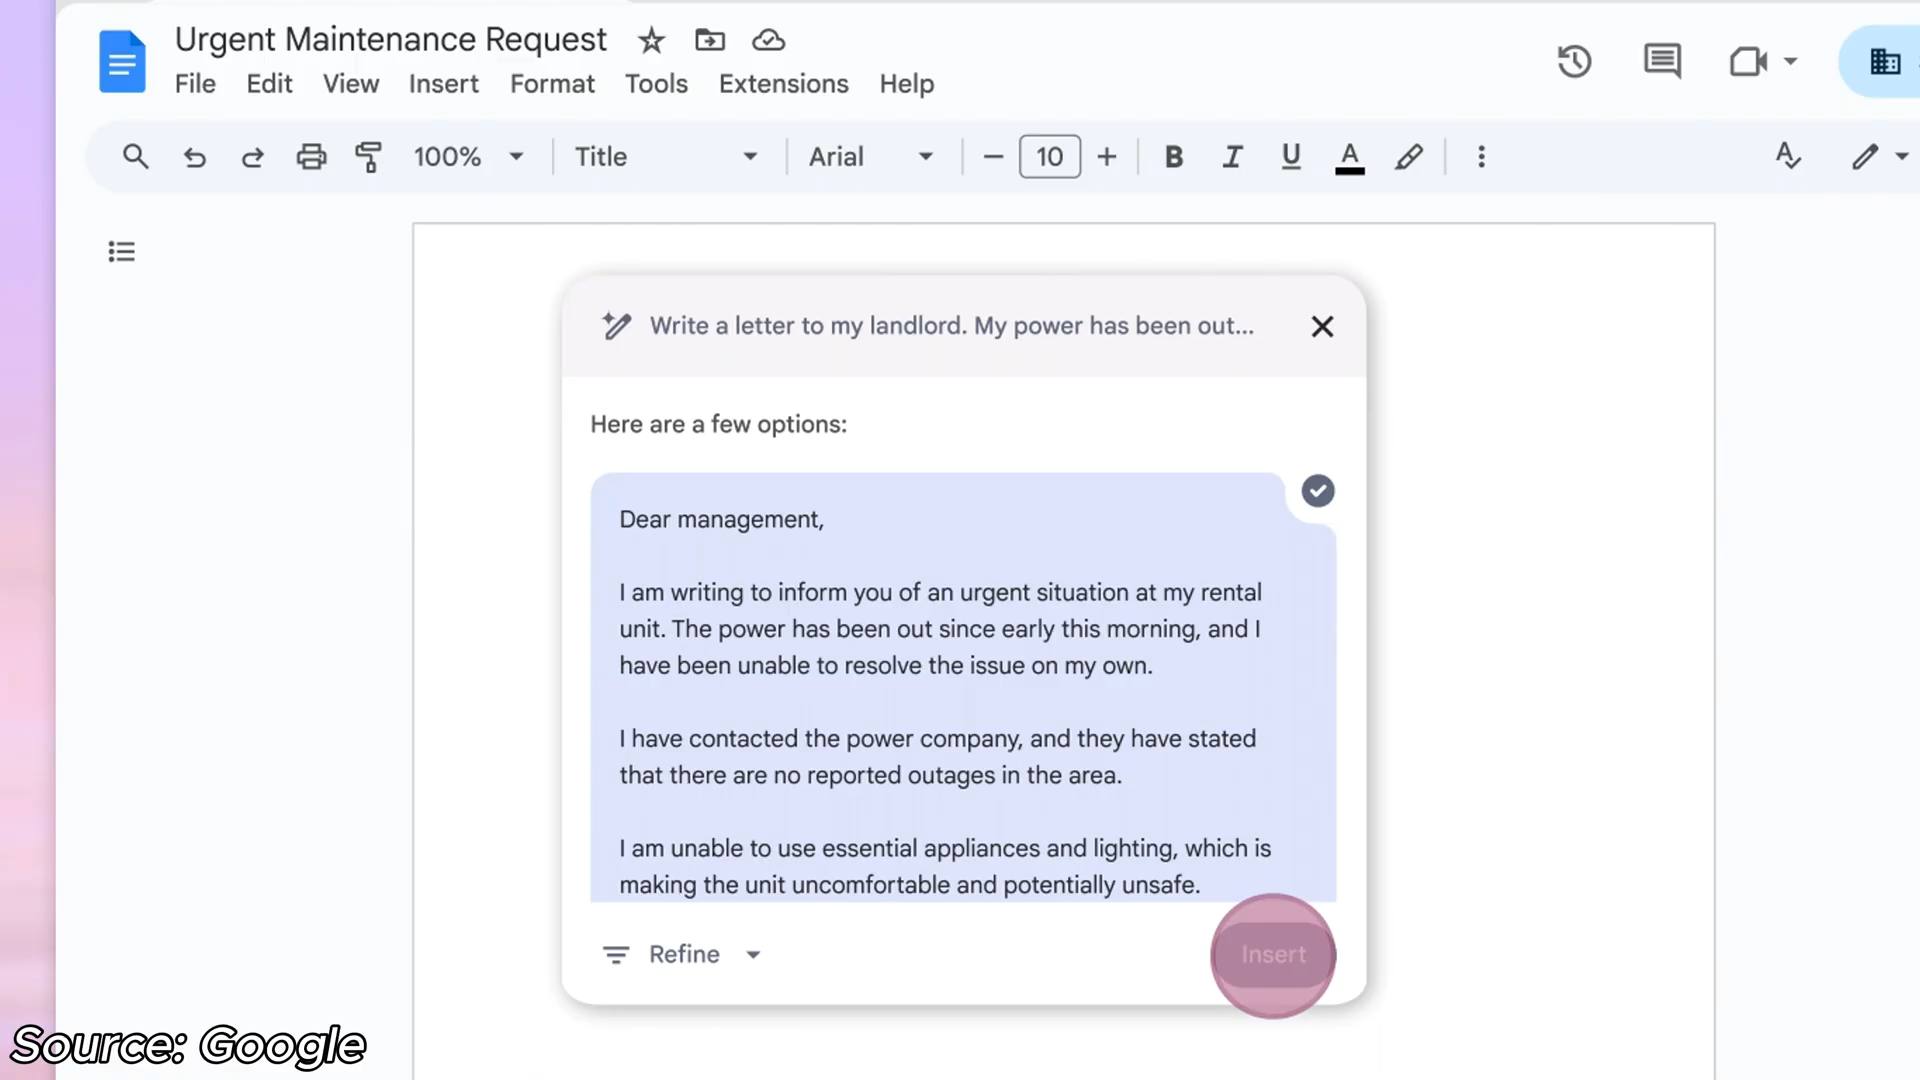 Urgent Maintenance Request
File Edit View Insert Format Tools Extensions Help
100% Title Arial 10 B I U A
Write a letter to my landlord. My power has been out...
Here are a few options:
Dear management,
I am writing to inform you of an urgent situation at my rental
unit. The power has been out since early this morning, and I
have been unable to resolve the issue on my own.
I have contacted the power company, and they have stated
that there are no reported outages in the area.
I am unable to use essential appliances and lighting, which is
making the unit uncomfortable and potentially unsafe.
Refine Insert
Source: Google